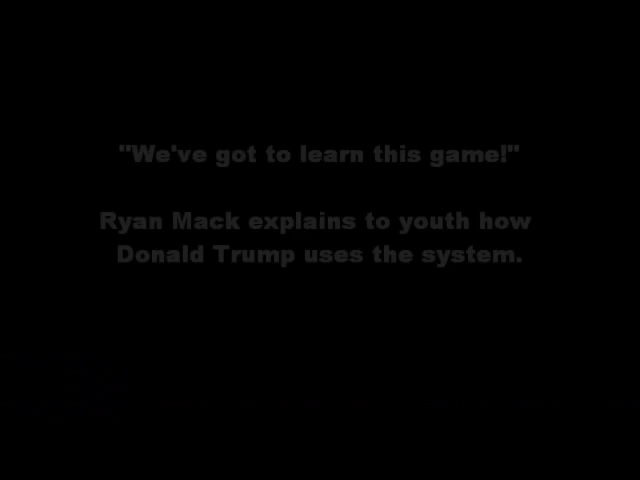 "We've got to learn this game!"
Ryan Mack explains to youth how
Donald Trump uses the system.